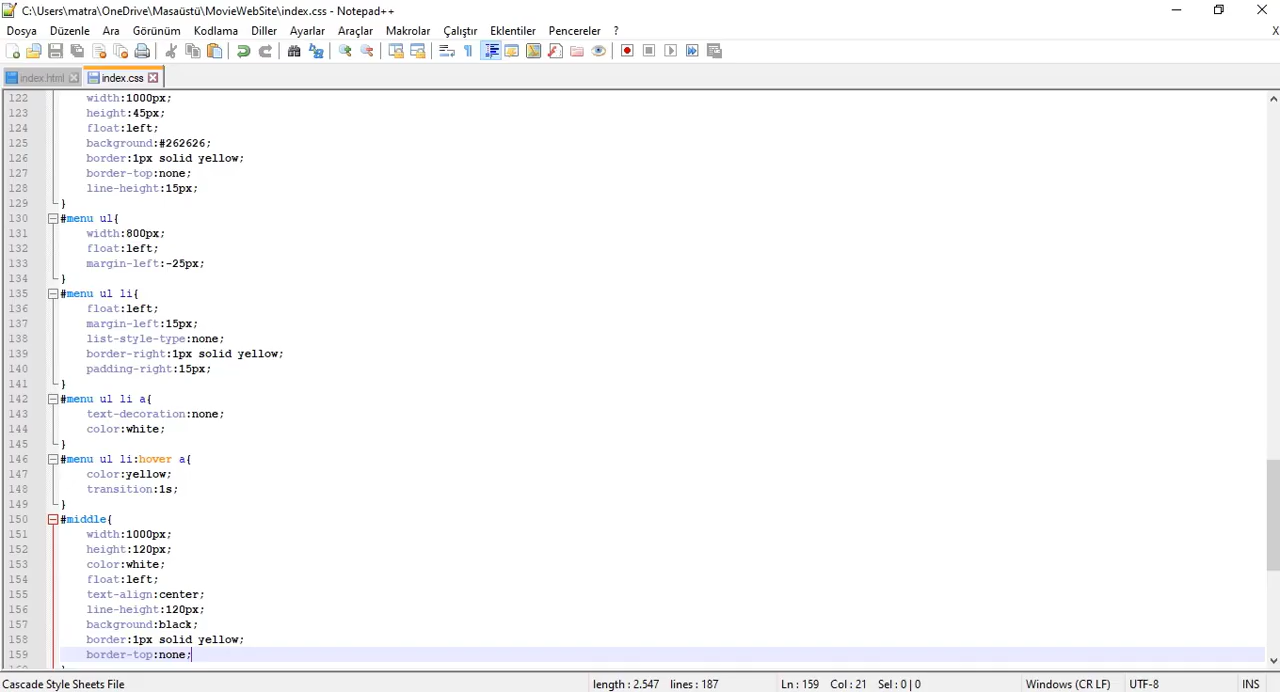 C:\Users\matra\OneDrive\Masaüstü\MovieWebSite\index.css - Notepad++
Dosya Düzenle Ara Görünüm Kodlama Diller Ayarlar Araçlar Makrolar Çalıştır Eklentiler Pencereler ? X
index.html index.css
122 width:1000px;
123 height:45px;
124 float:left;
125 background:#262626;
126 border:1px solid yellow;
127 border-top:none;
128 line-height:15px;
129 }
130 #menu ul{
131 width:800px;
132 float:left;
133 margin-left:-25px;
134 }
135 #menu ul li{
136 float:left;
137 margin-left:15px;
138 list-style-type:none;
139 border-right:1px solid yellow;
140 padding-right:15px;
141 }
142 #menu ul li a{
143 text-decoration:none;
144 color:white;
145 }
146 #menu ul li:hover a{
147 color:yellow;
148 transition:1s;
149 }
150 #middle{
151 width:1000px;
152 height:120px;
153 color:white;
154 float:left;
155 text-align:center;
156 line-height:120px;
157 background:black;
158 border:1px solid yellow;
159 border-top:none;
Cascade Style Sheets File length : 2.547 lines : 187 Ln : 159 Col : 21 Sel : 0 | 0 Windows (CR LF) UTF-8 INS